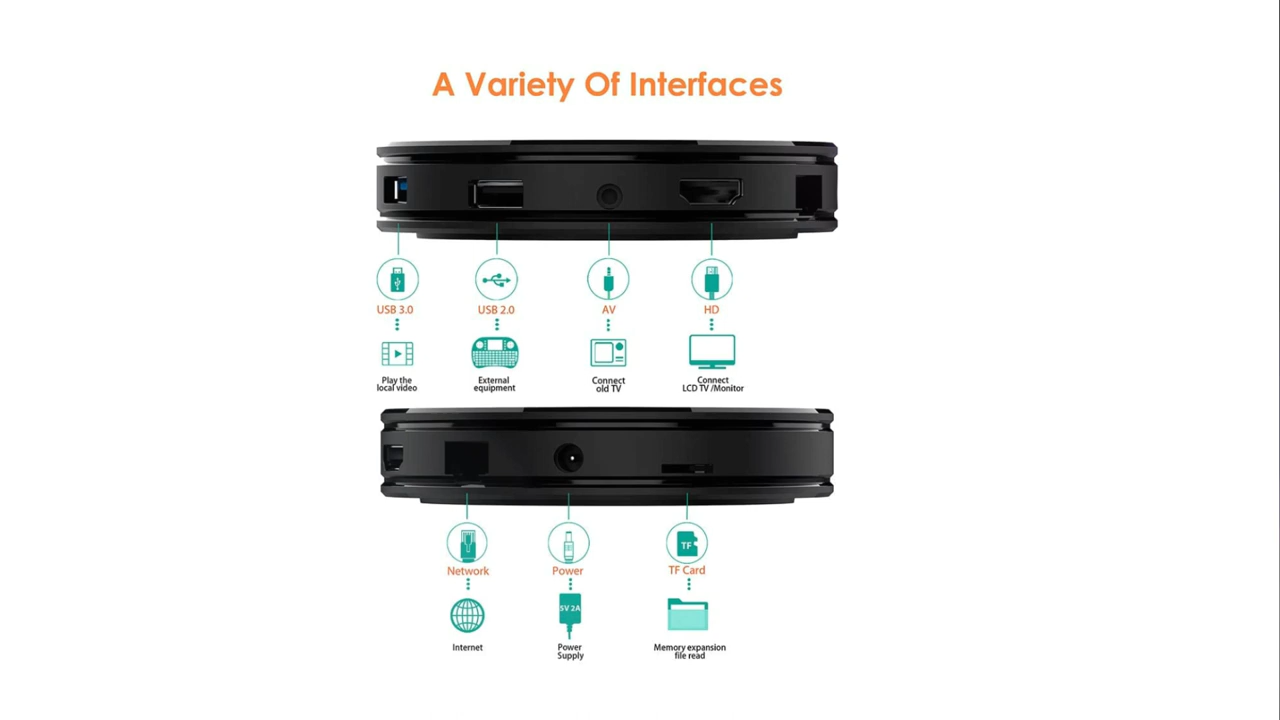 A Variety Of Interfaces
USB 3.0
USB 2.0
AV
HD
Play the
local video
External
equipment
Connect
old TV
Connect
LCD TV /Monitor
TF
Network
Power
TF Card
5V 2A
Internet
Power
Supply
Memory expansion
file read